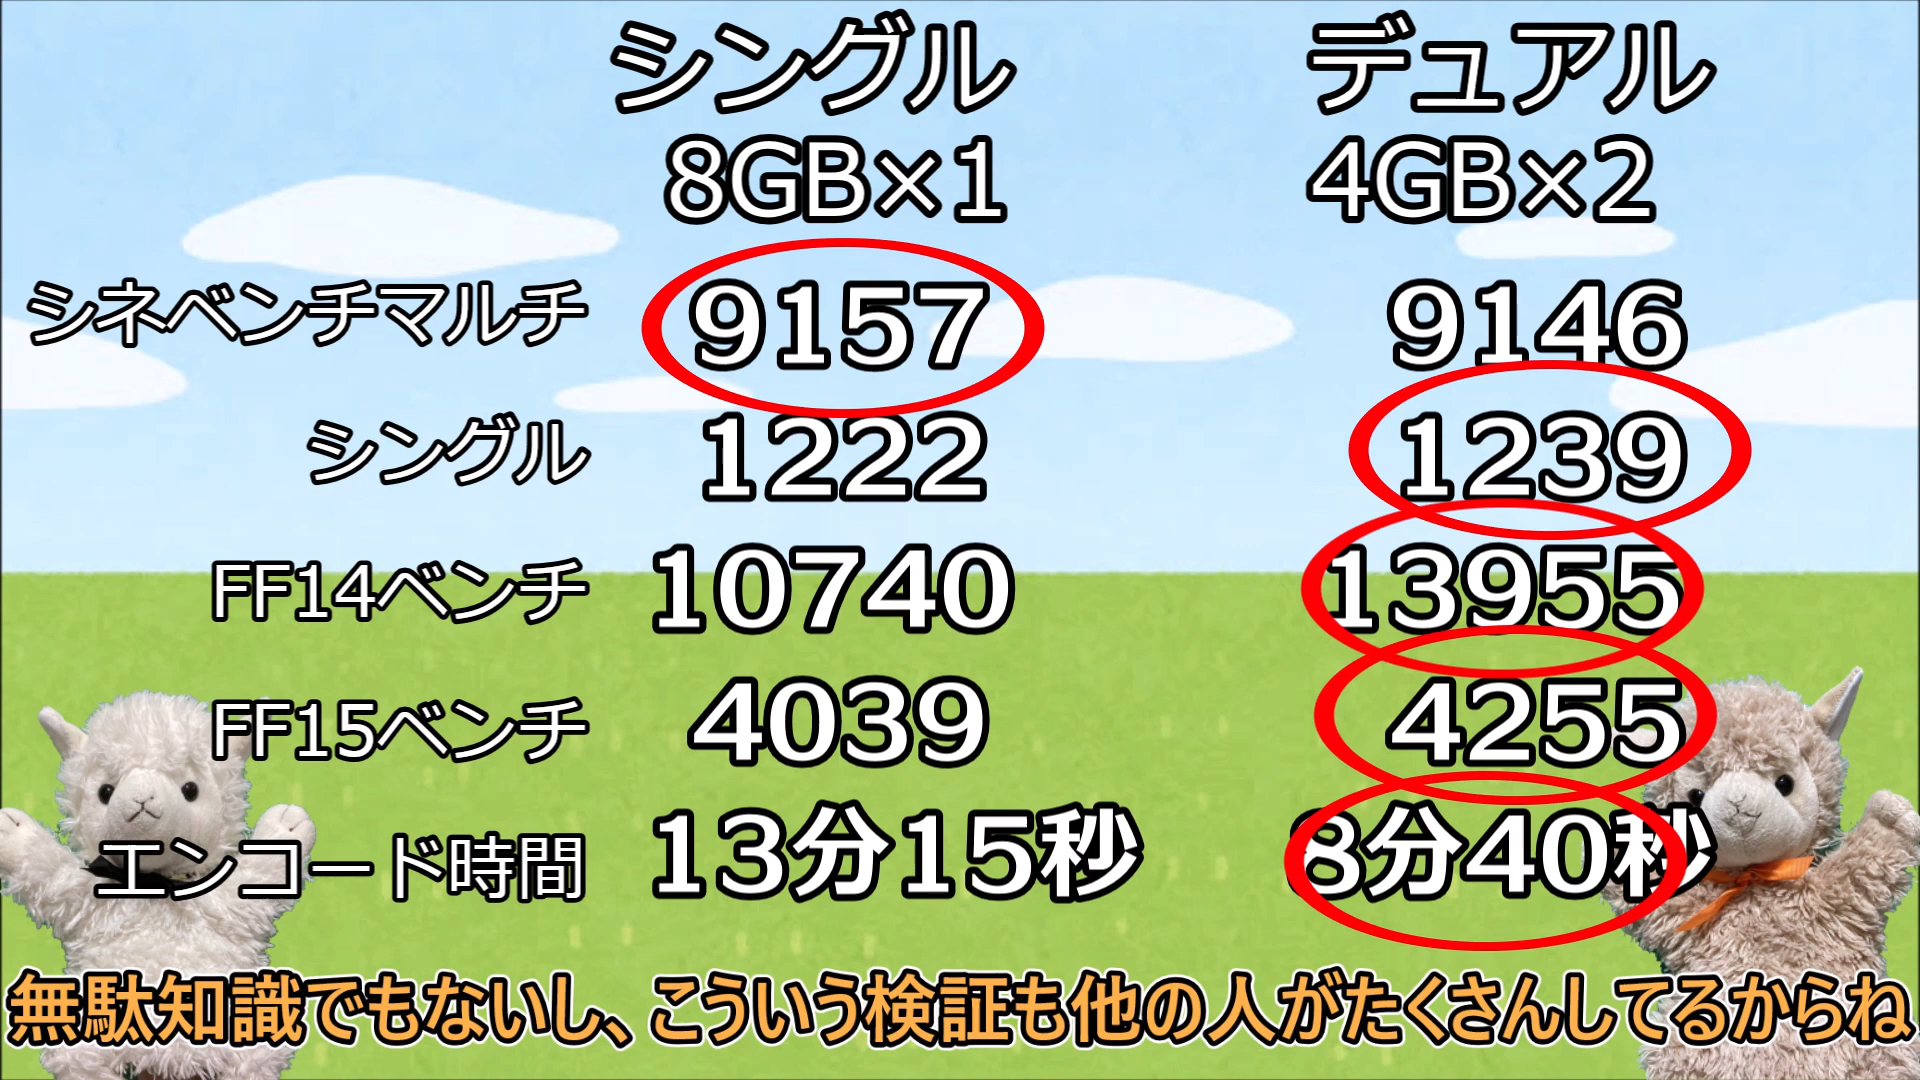 シングル デュアル
8GB×1 4GB×2
シネベンチマルチ 9157 9146
シングル 1222 1239
FF14ベンチ 10740 13955
FF15ベンチ 4039 4255
エンコード時間 13分15秒 8分40秒
無駄知識でもないし、こういう検証も他の人がたくさんしてるからね